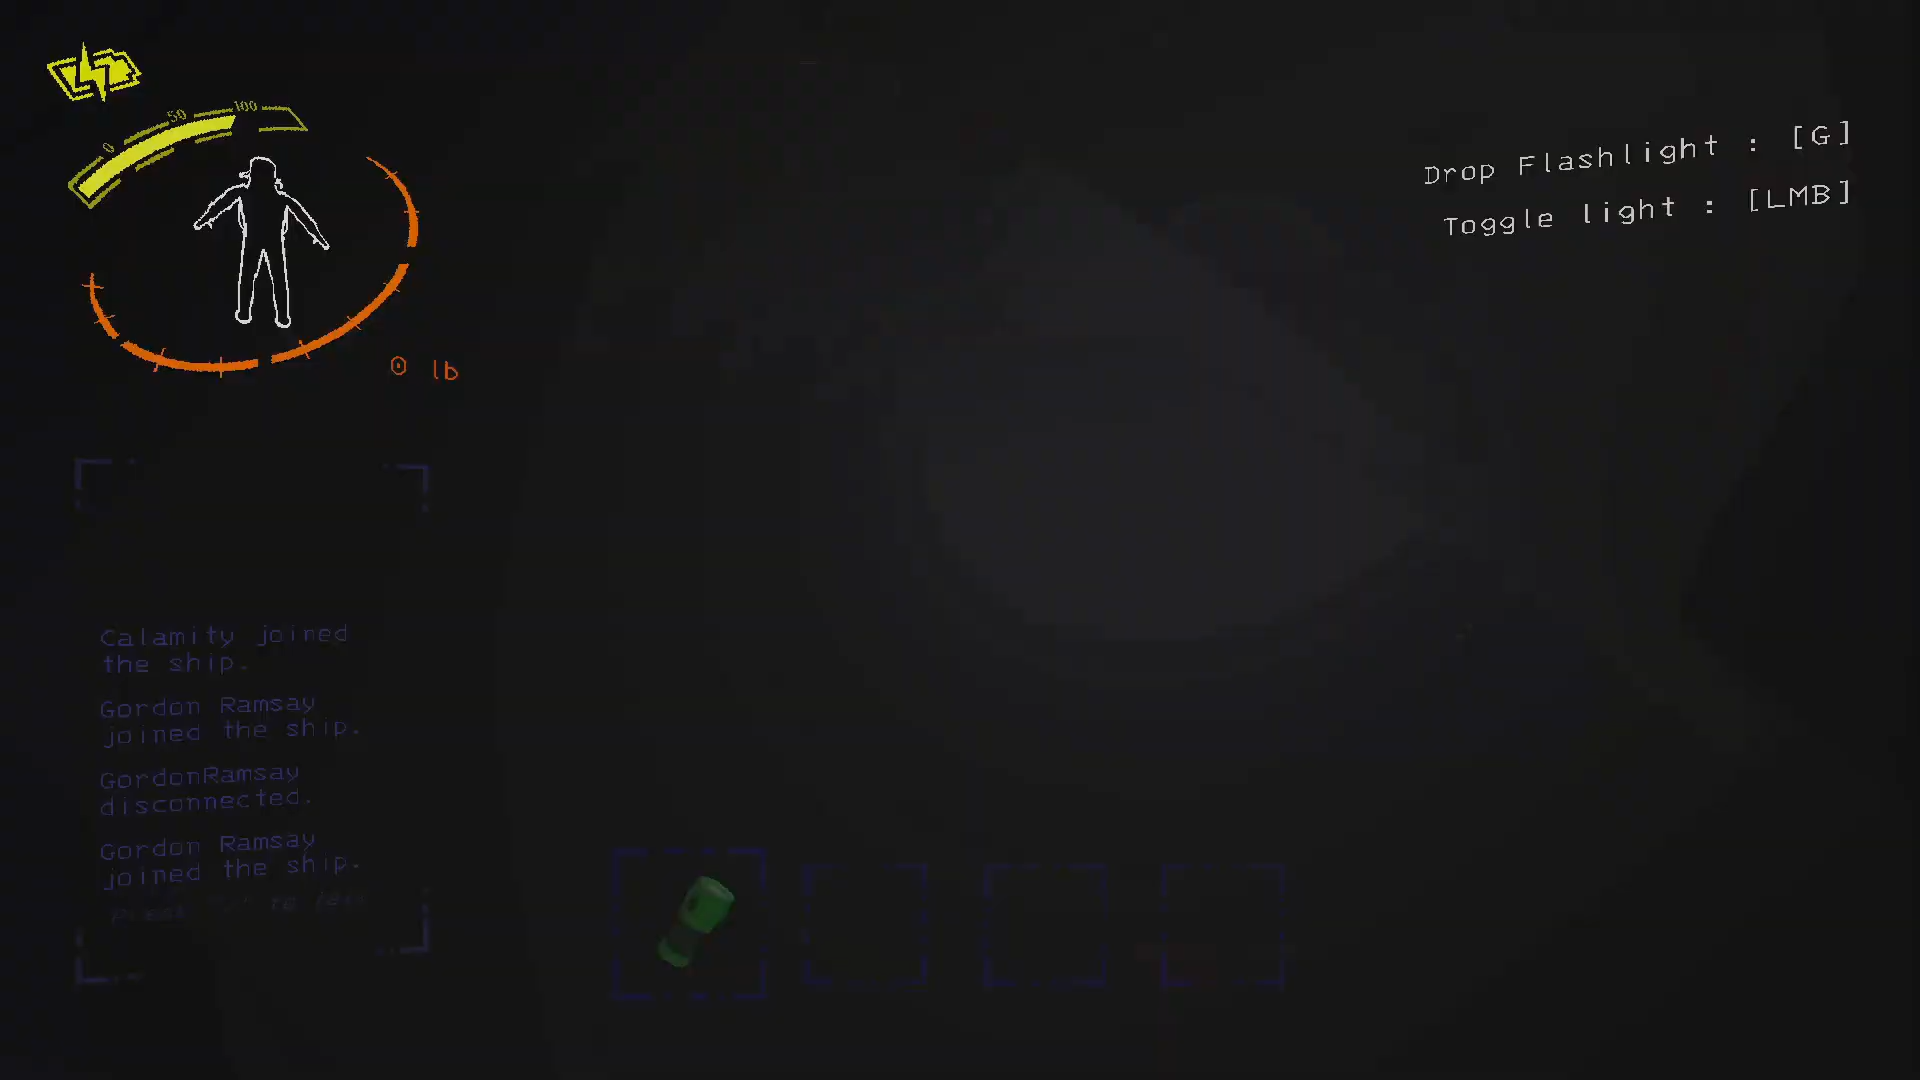 0 50 100
Drop Flashlight : [G]
Toggle light : [LMB]
0 lb
Calamity joined
the ship.
Gordon Ramsay
joined the ship.
GordonRamsay
disconnected.
Gordon Ramsay
joined the ship.